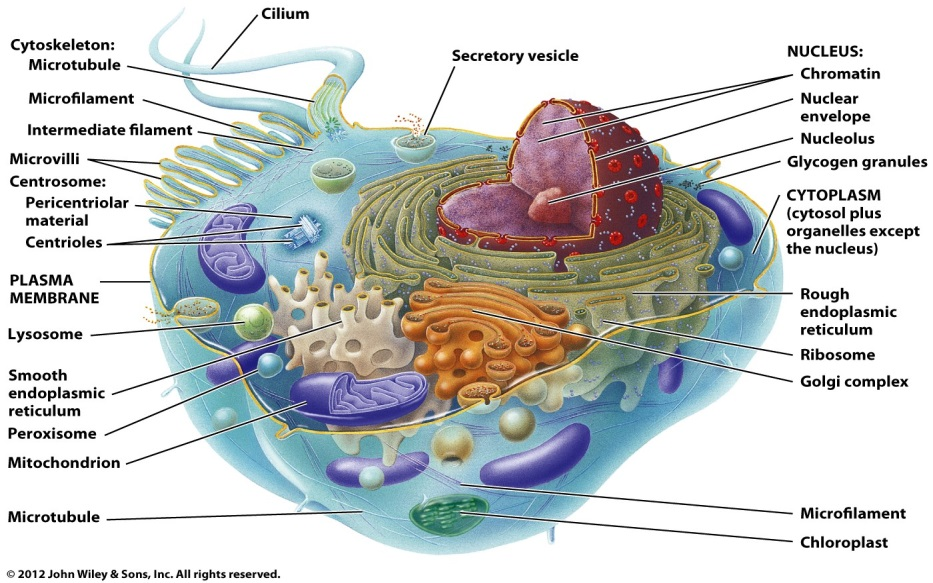 Cilium
Cytoskeleton:
Microtubule
Microfilament
Intermediate filament
Microvilli
Centrosome:
Pericentriolar
material
Centrioles
PLASMA
MEMBRANE
Lysosome
Smooth
endoplasmic
reticulum
Peroxisome
Mitochondrion
Microtubule
Secretory vesicle
NUCLEUS:
Chromatin
Nuclear
envelope
Nucleolus
Glycogen granules
CYTOPLASM
(cytosol plus
organelles except
the nucleus)
Rough
endoplasmic
reticulum
Ribosome
Golgi complex
Microfilament
Chloroplast
© 2012 John Wiley & Sons, Inc. All rights reserved.